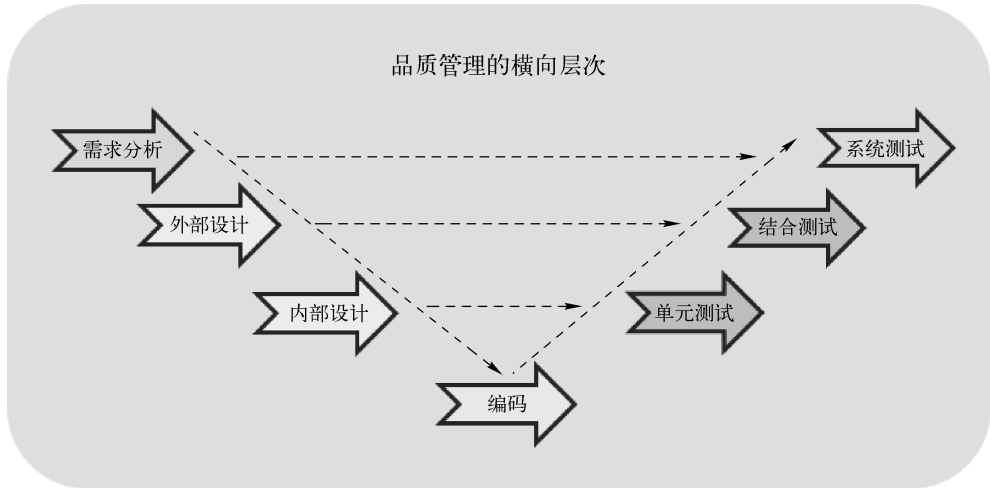 品质管理的横向层次
需求分析
系统测试
外部设计
结合测试
内部设计
单元测试
编码